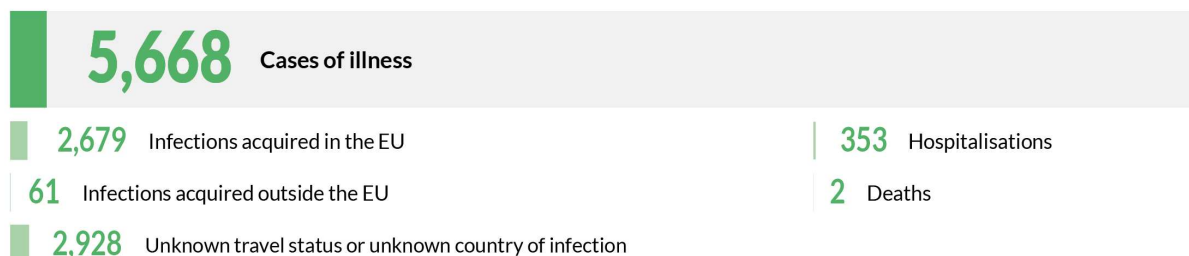 5,668 Cases of illness
2,679 Infections acquired in the EU
353 Hospitalisations
61 Infections acquired outside the EU
2 Deaths
2,928 Unknown travel status or unknown country of infection